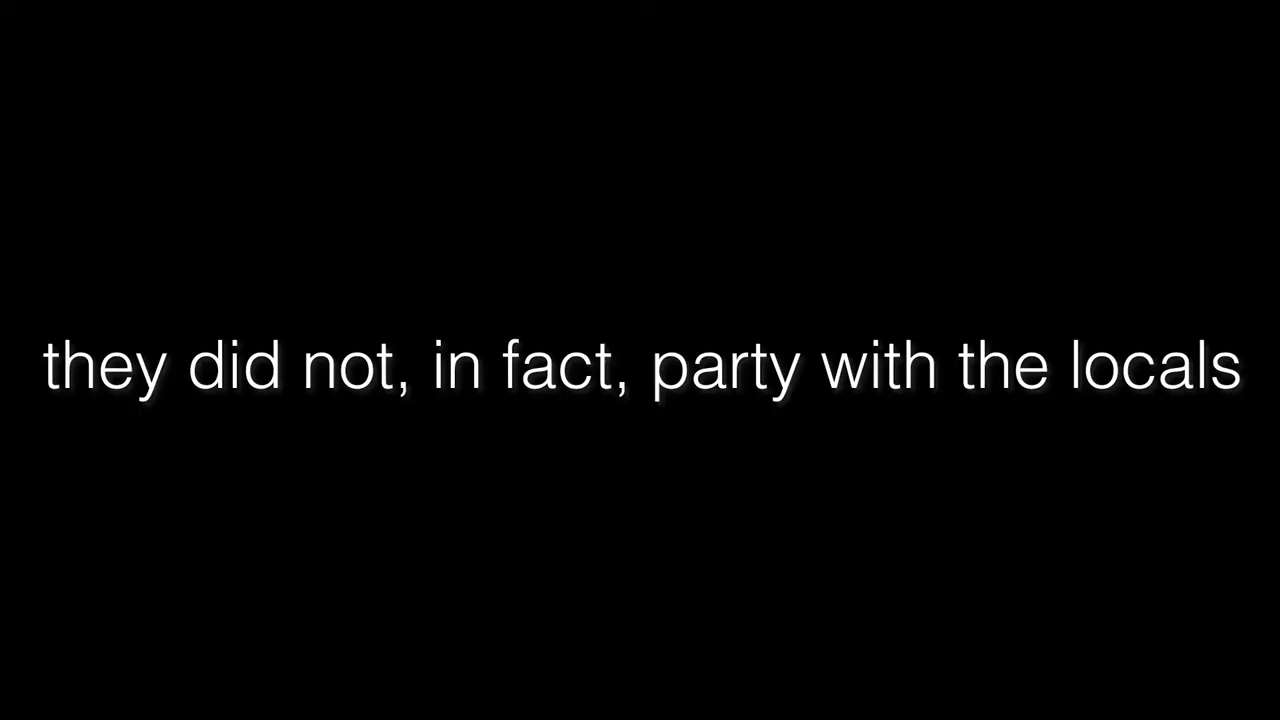 they did not, in fact, party with the locals